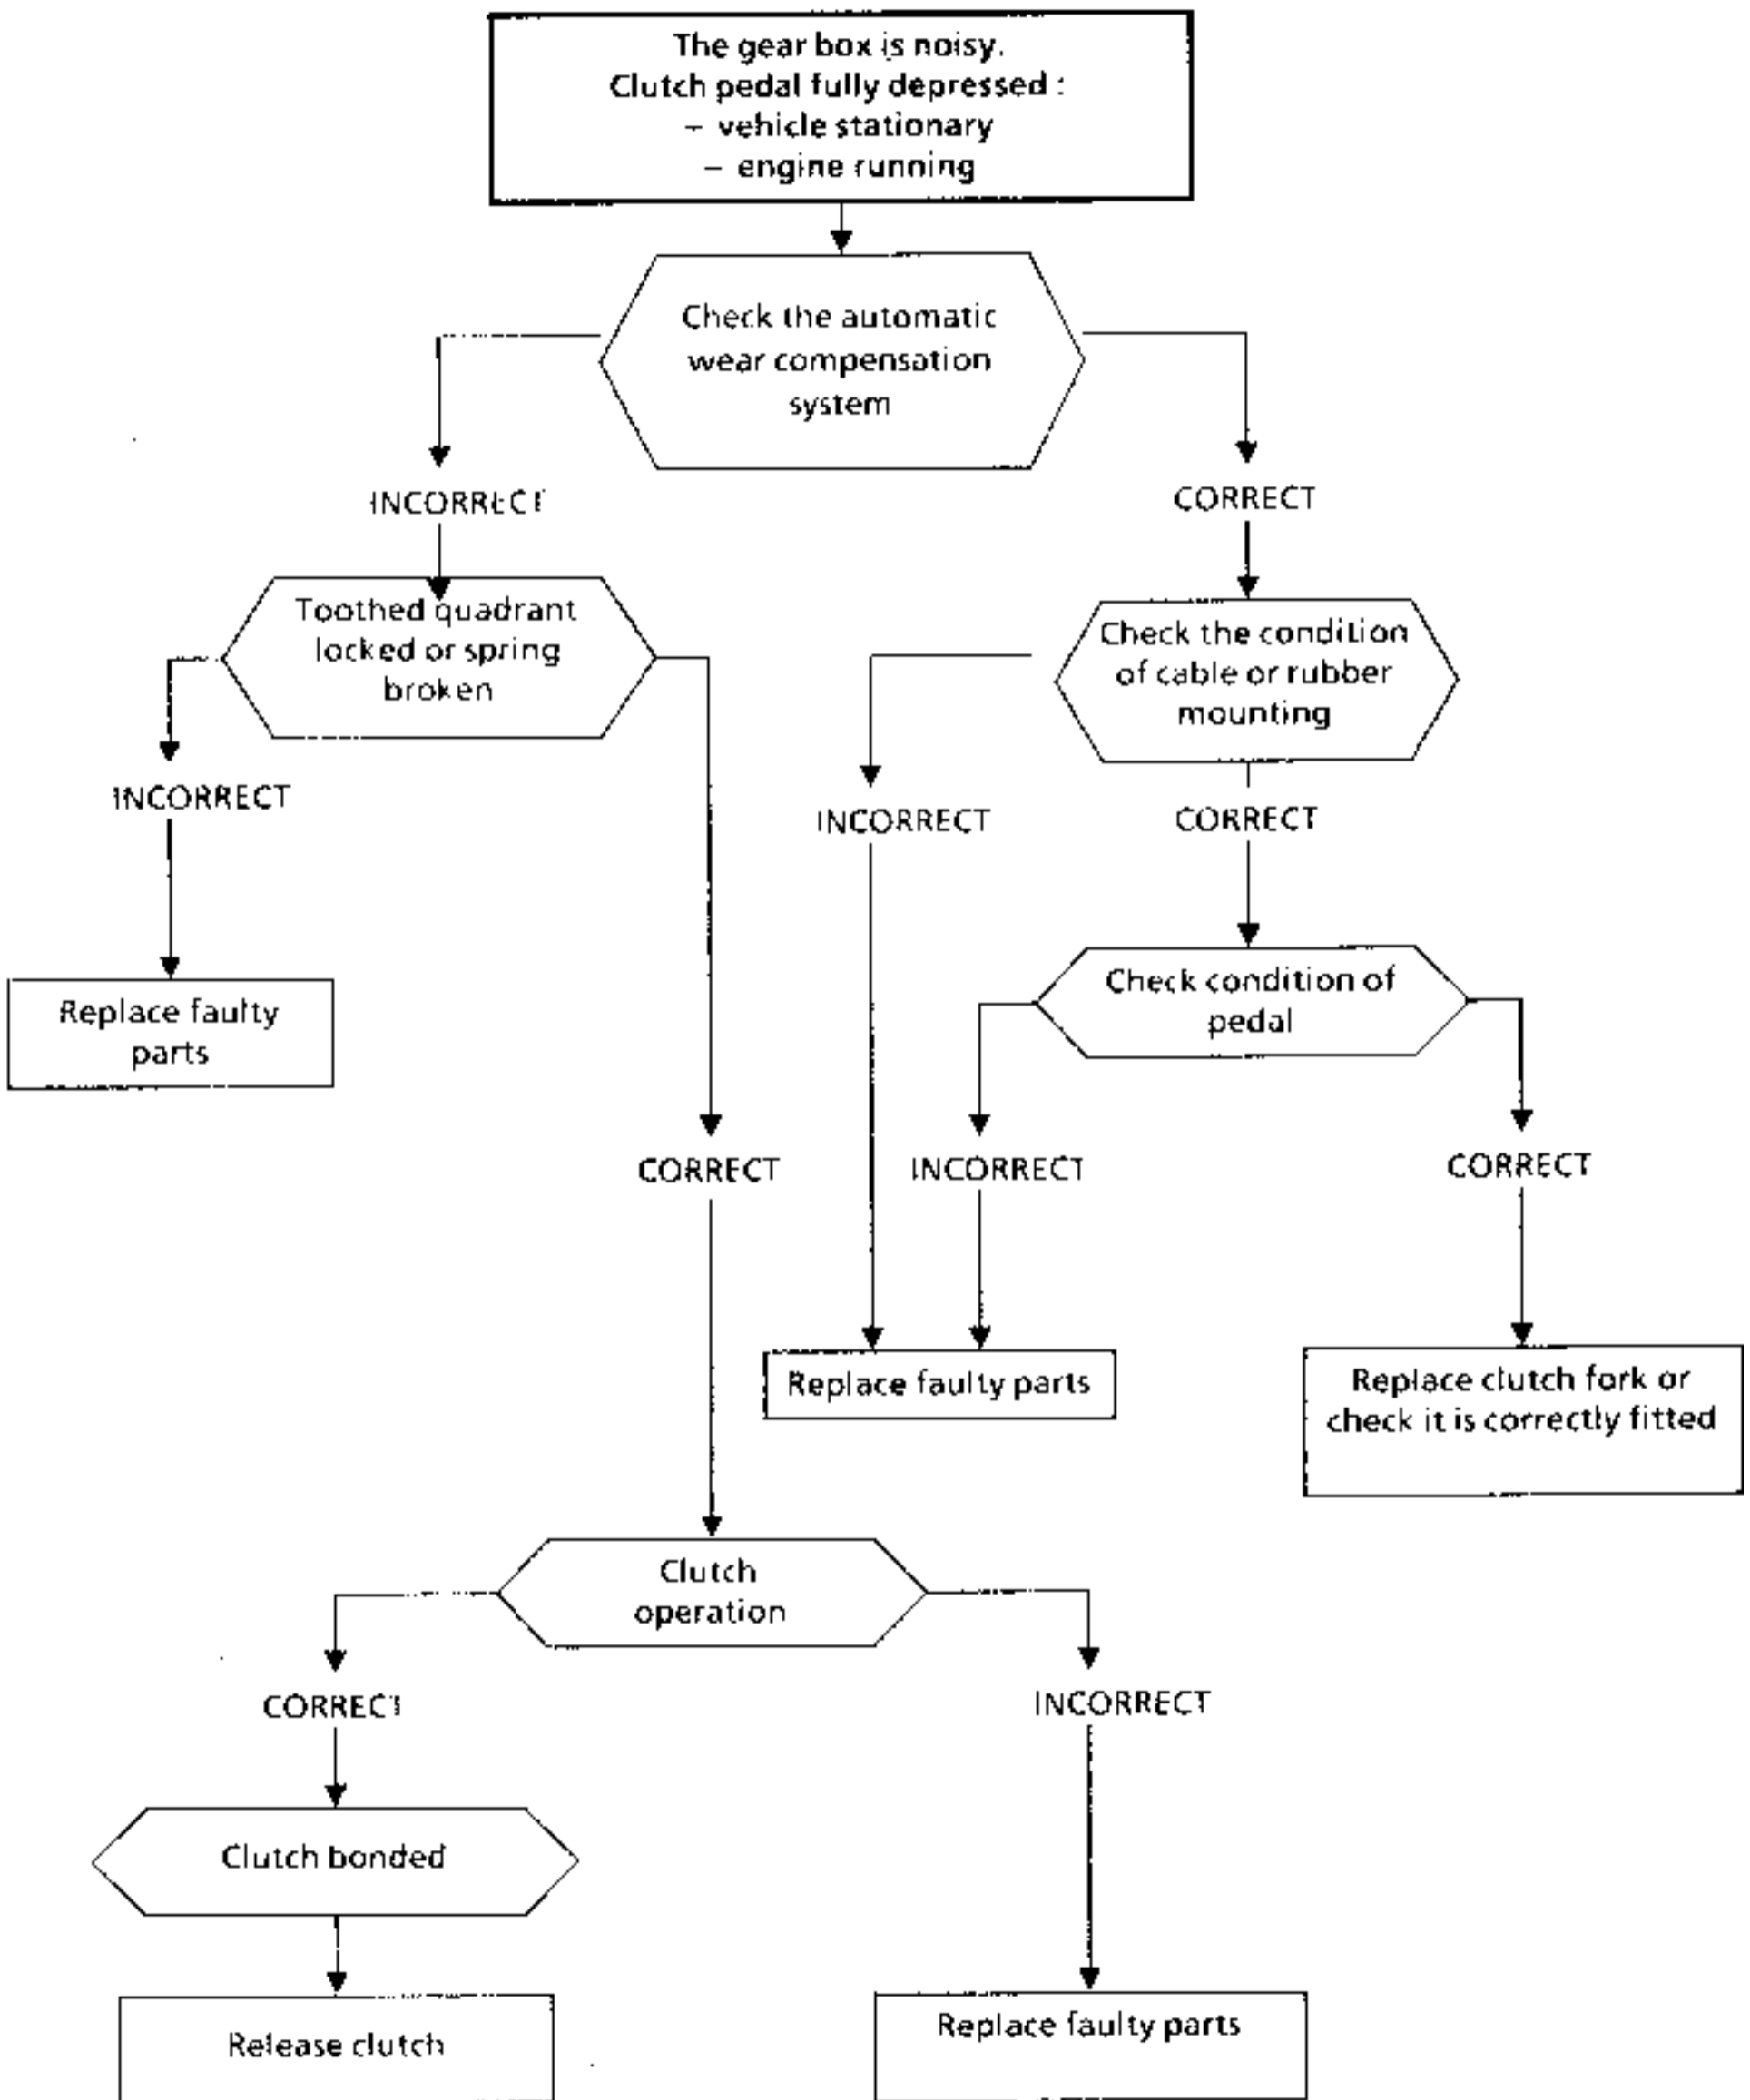 The gear box is noisy.
Clutch pedal fully depressed :
– vehicle stationary
– engine running
Check the automatic
wear compensation
system
INCORRECT
CORRECT
Toothed quadrant
locked or spring
broken
Check the condition
of cable or rubber
mounting
INCORRECT
INCORRECT
CORRECT
Replace faulty
parts
Check condition of
pedal
CORRECT
INCORRECT
CORRECT
Replace faulty parts
Replace clutch fork or
check it is correctly fitted
Clutch
operation
CORRECT
INCORRECT
Clutch bonded
Release clutch
Replace faulty parts